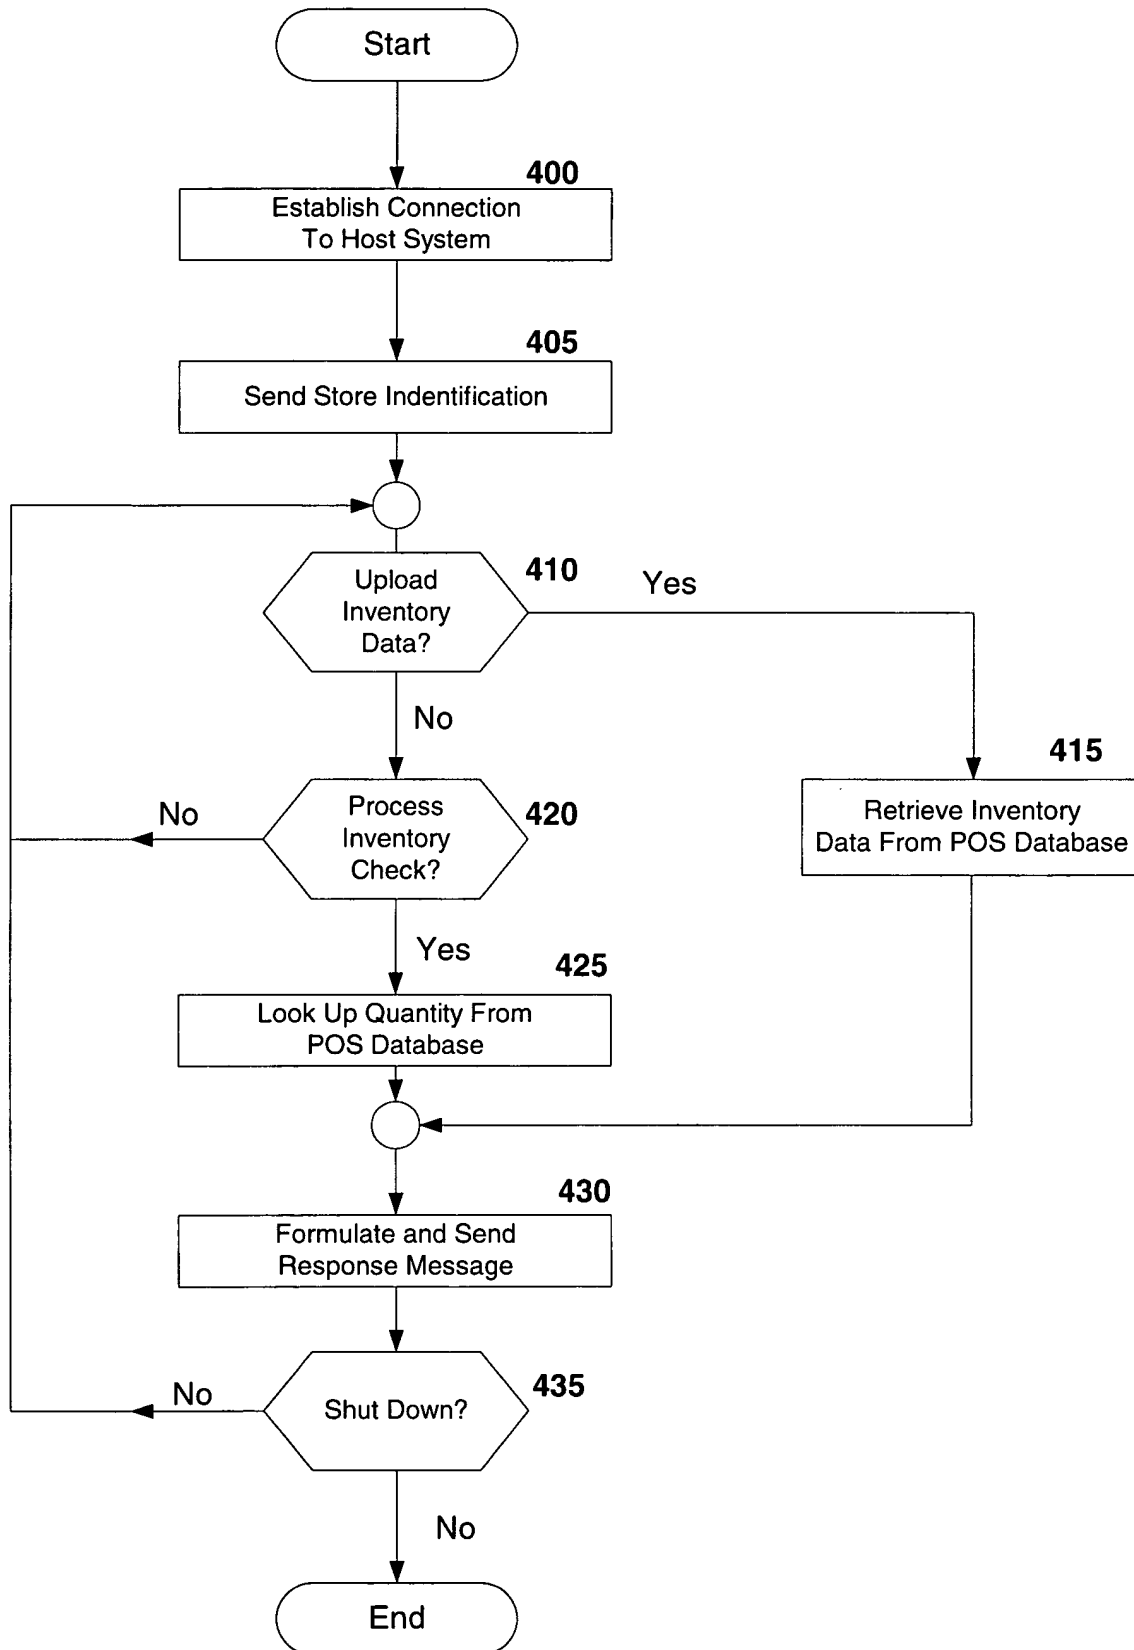 Start
400
Establish Connection
To Host System
405
Send Store Indentification
410
Upload
Inventory
Data?
Yes
No
415
Retrieve Inventory
Data From POS Database
420
Process
Inventory
Check?
No
Yes
425
Look Up Quantity From
POS Database
430
Formulate and Send
Response Message
435
Shut Down?
No
No
End